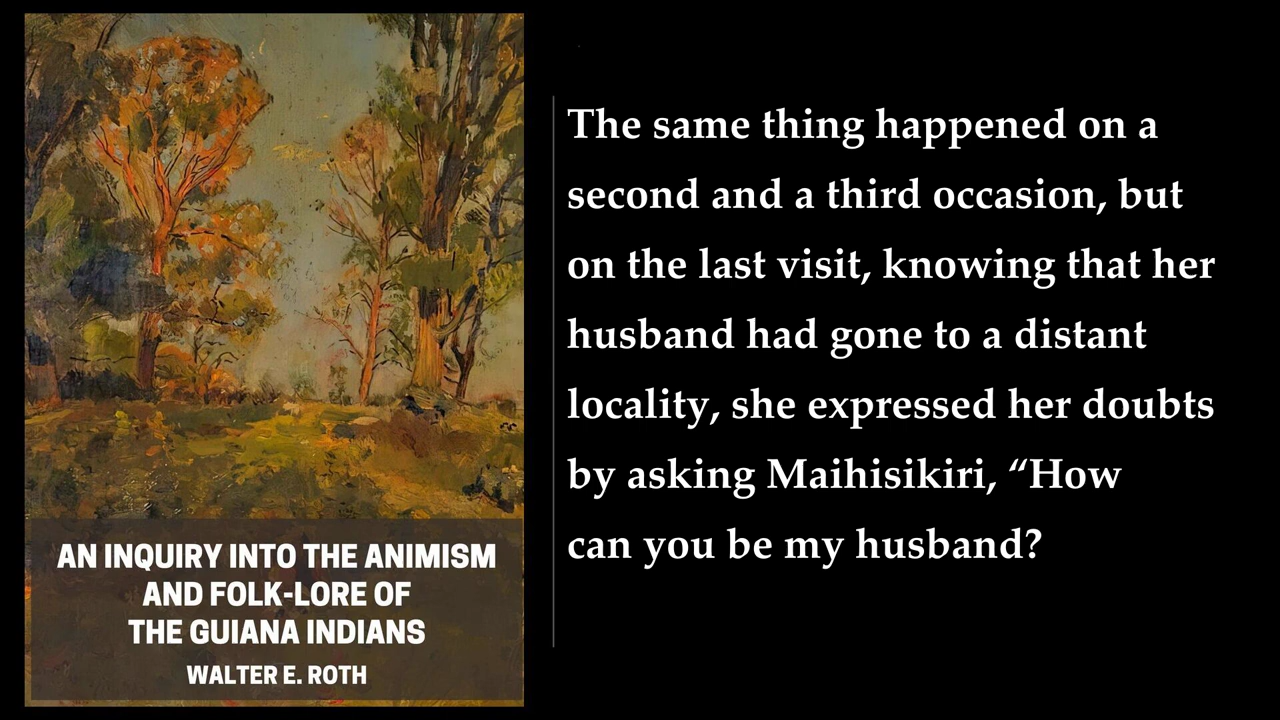 AN INQUIRY INTO THE ANIMISM
AND FOLK-LORE OF
THE GUIANA INDIANS
WALTER E. ROTH
The same thing happened on a
second and a third occasion, but
on the last visit, knowing that her
husband had gone to a distant
locality, she expressed her doubts
by asking Maihisikiri, “How
can you be my husband?